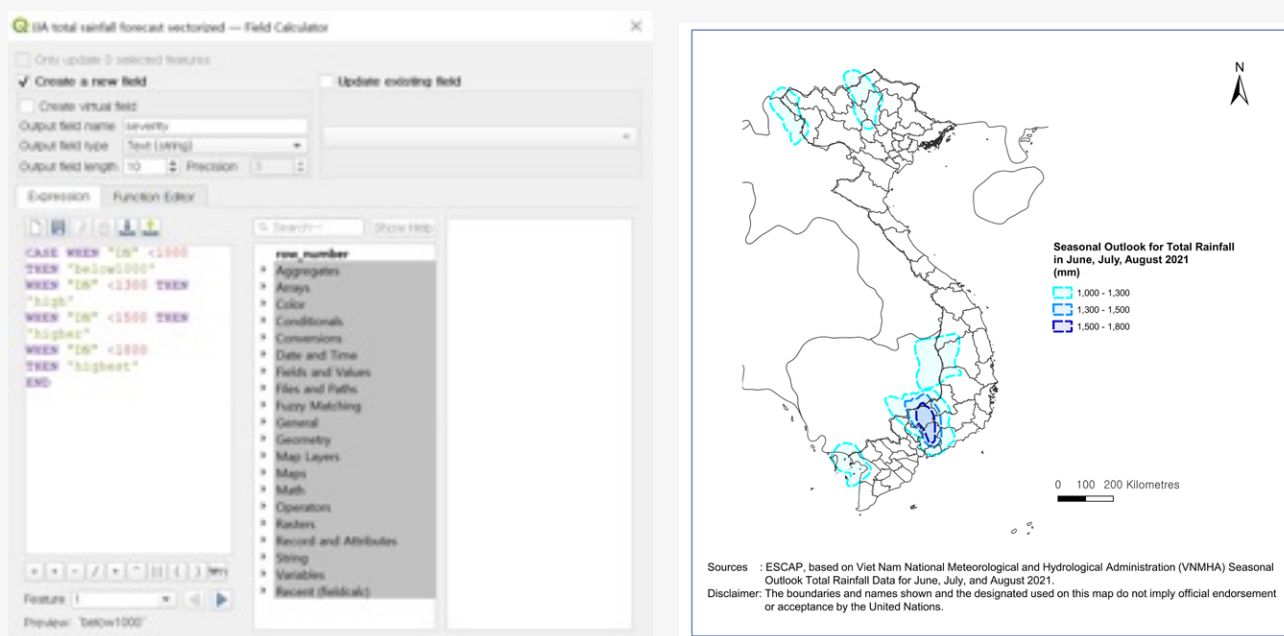 JJA total rainfall forecast vectorized — Field Calculator
Only update 0 selected features
Create a new field
Update existing field
Create virtual field
Output field name severity
Output field type Text (string)
Output field length 10 Precision 3
Expression Function Editor
Search... Show Help
CASE WHEN "DN" <1000
THEN "below1000"
WHEN "DN" <1300 THEN
"high"
WHEN "DN" <1500 THEN
"higher"
WHEN "DN" <1800
THEN "highest"
END
row_number
Aggregates
Arrays
Color
Conditionals
Conversions
Date and Time
Fields and Values
Files and Paths
Fuzzy Matching
General
Geometry
Map Layers
Maps
Math
Operators
Rasters
Record and Attributes
String
Variables
Recent (fieldcalc)
= + - / * ^ || ( ) '\n'
Feature 1
Preview: 'below1000'
N
Seasonal Outlook for Total Rainfall
in June, July, August 2021
(mm)
1,000 - 1,300
1,300 - 1,500
1,500 - 1,800
0 100 200 Kilometres
Sources : ESCAP, based on Viet Nam National Meteorological and Hydrological Administration (VNMHA) Seasonal
Outlook Total Rainfall Data for June, July, and August 2021.
Disclaimer: The boundaries and names shown and the designated used on this map do not imply official endorsement
or acceptance by the United Nations.